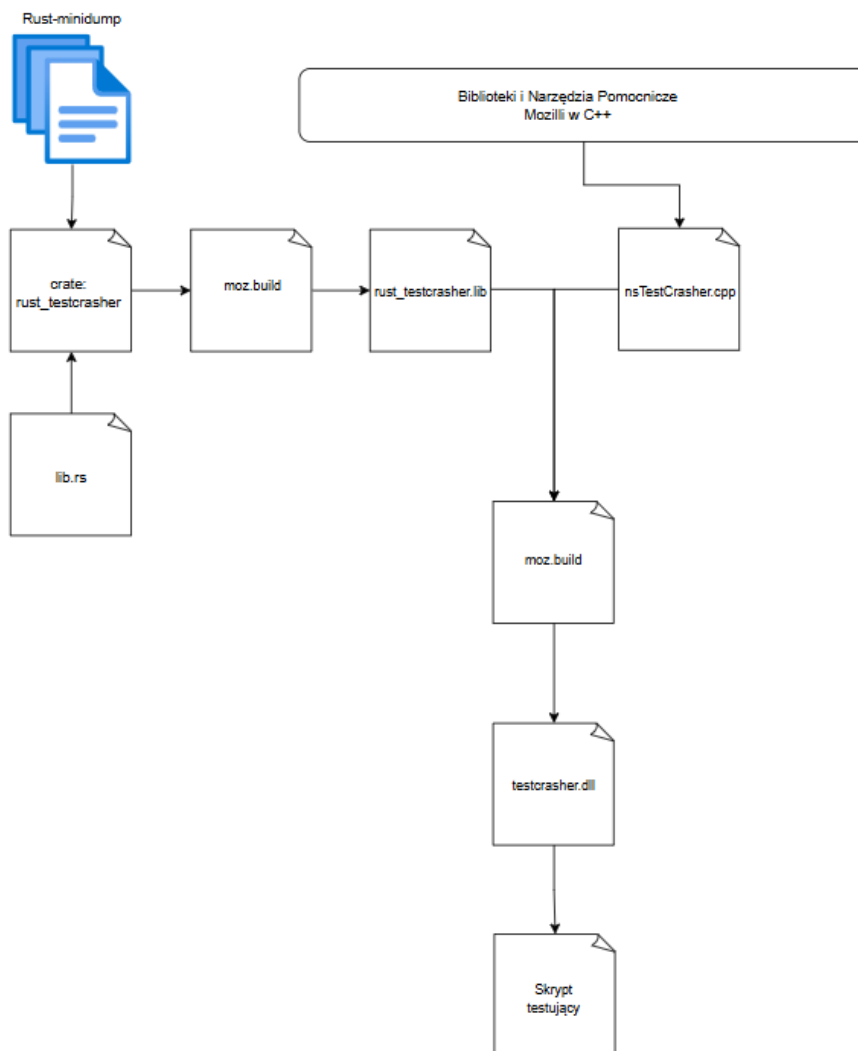 Rust-minidump
Biblioteki i Narzędzia Pomocnicze
Mozilli w C++
crate:
rust_testcrasher
moz.build
rust_testcrasher.lib
nsTestCrasher.cpp
lib.rs
moz.build
testcrasher.dll
Skrypt
testujący